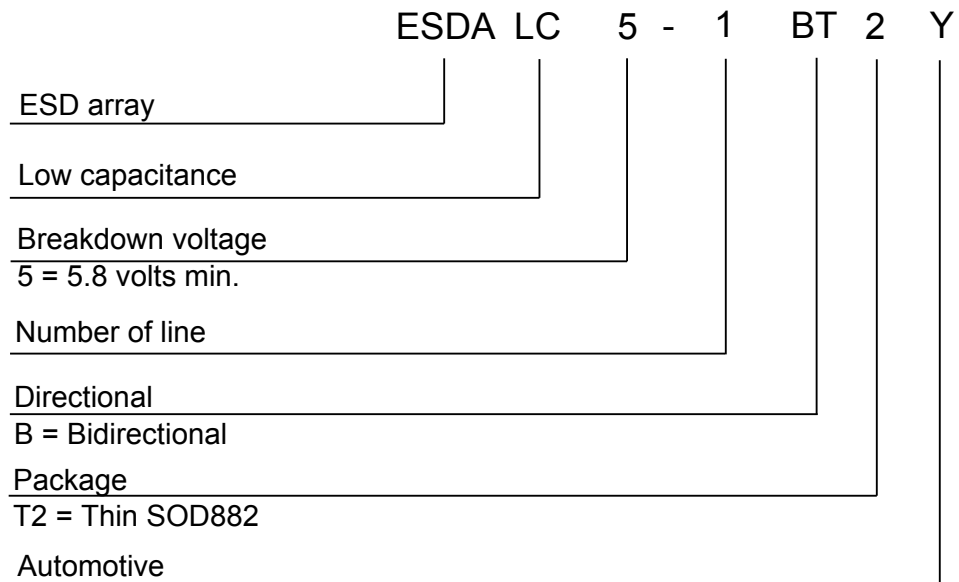 ESDA LC 5 - 1 BT 2 Y
ESD array
Low capacitance
Breakdown voltage
5 = 5.8 volts min.
Number of line
Directional
B = Bidirectional
Package
T2 = Thin SOD882
Automotive